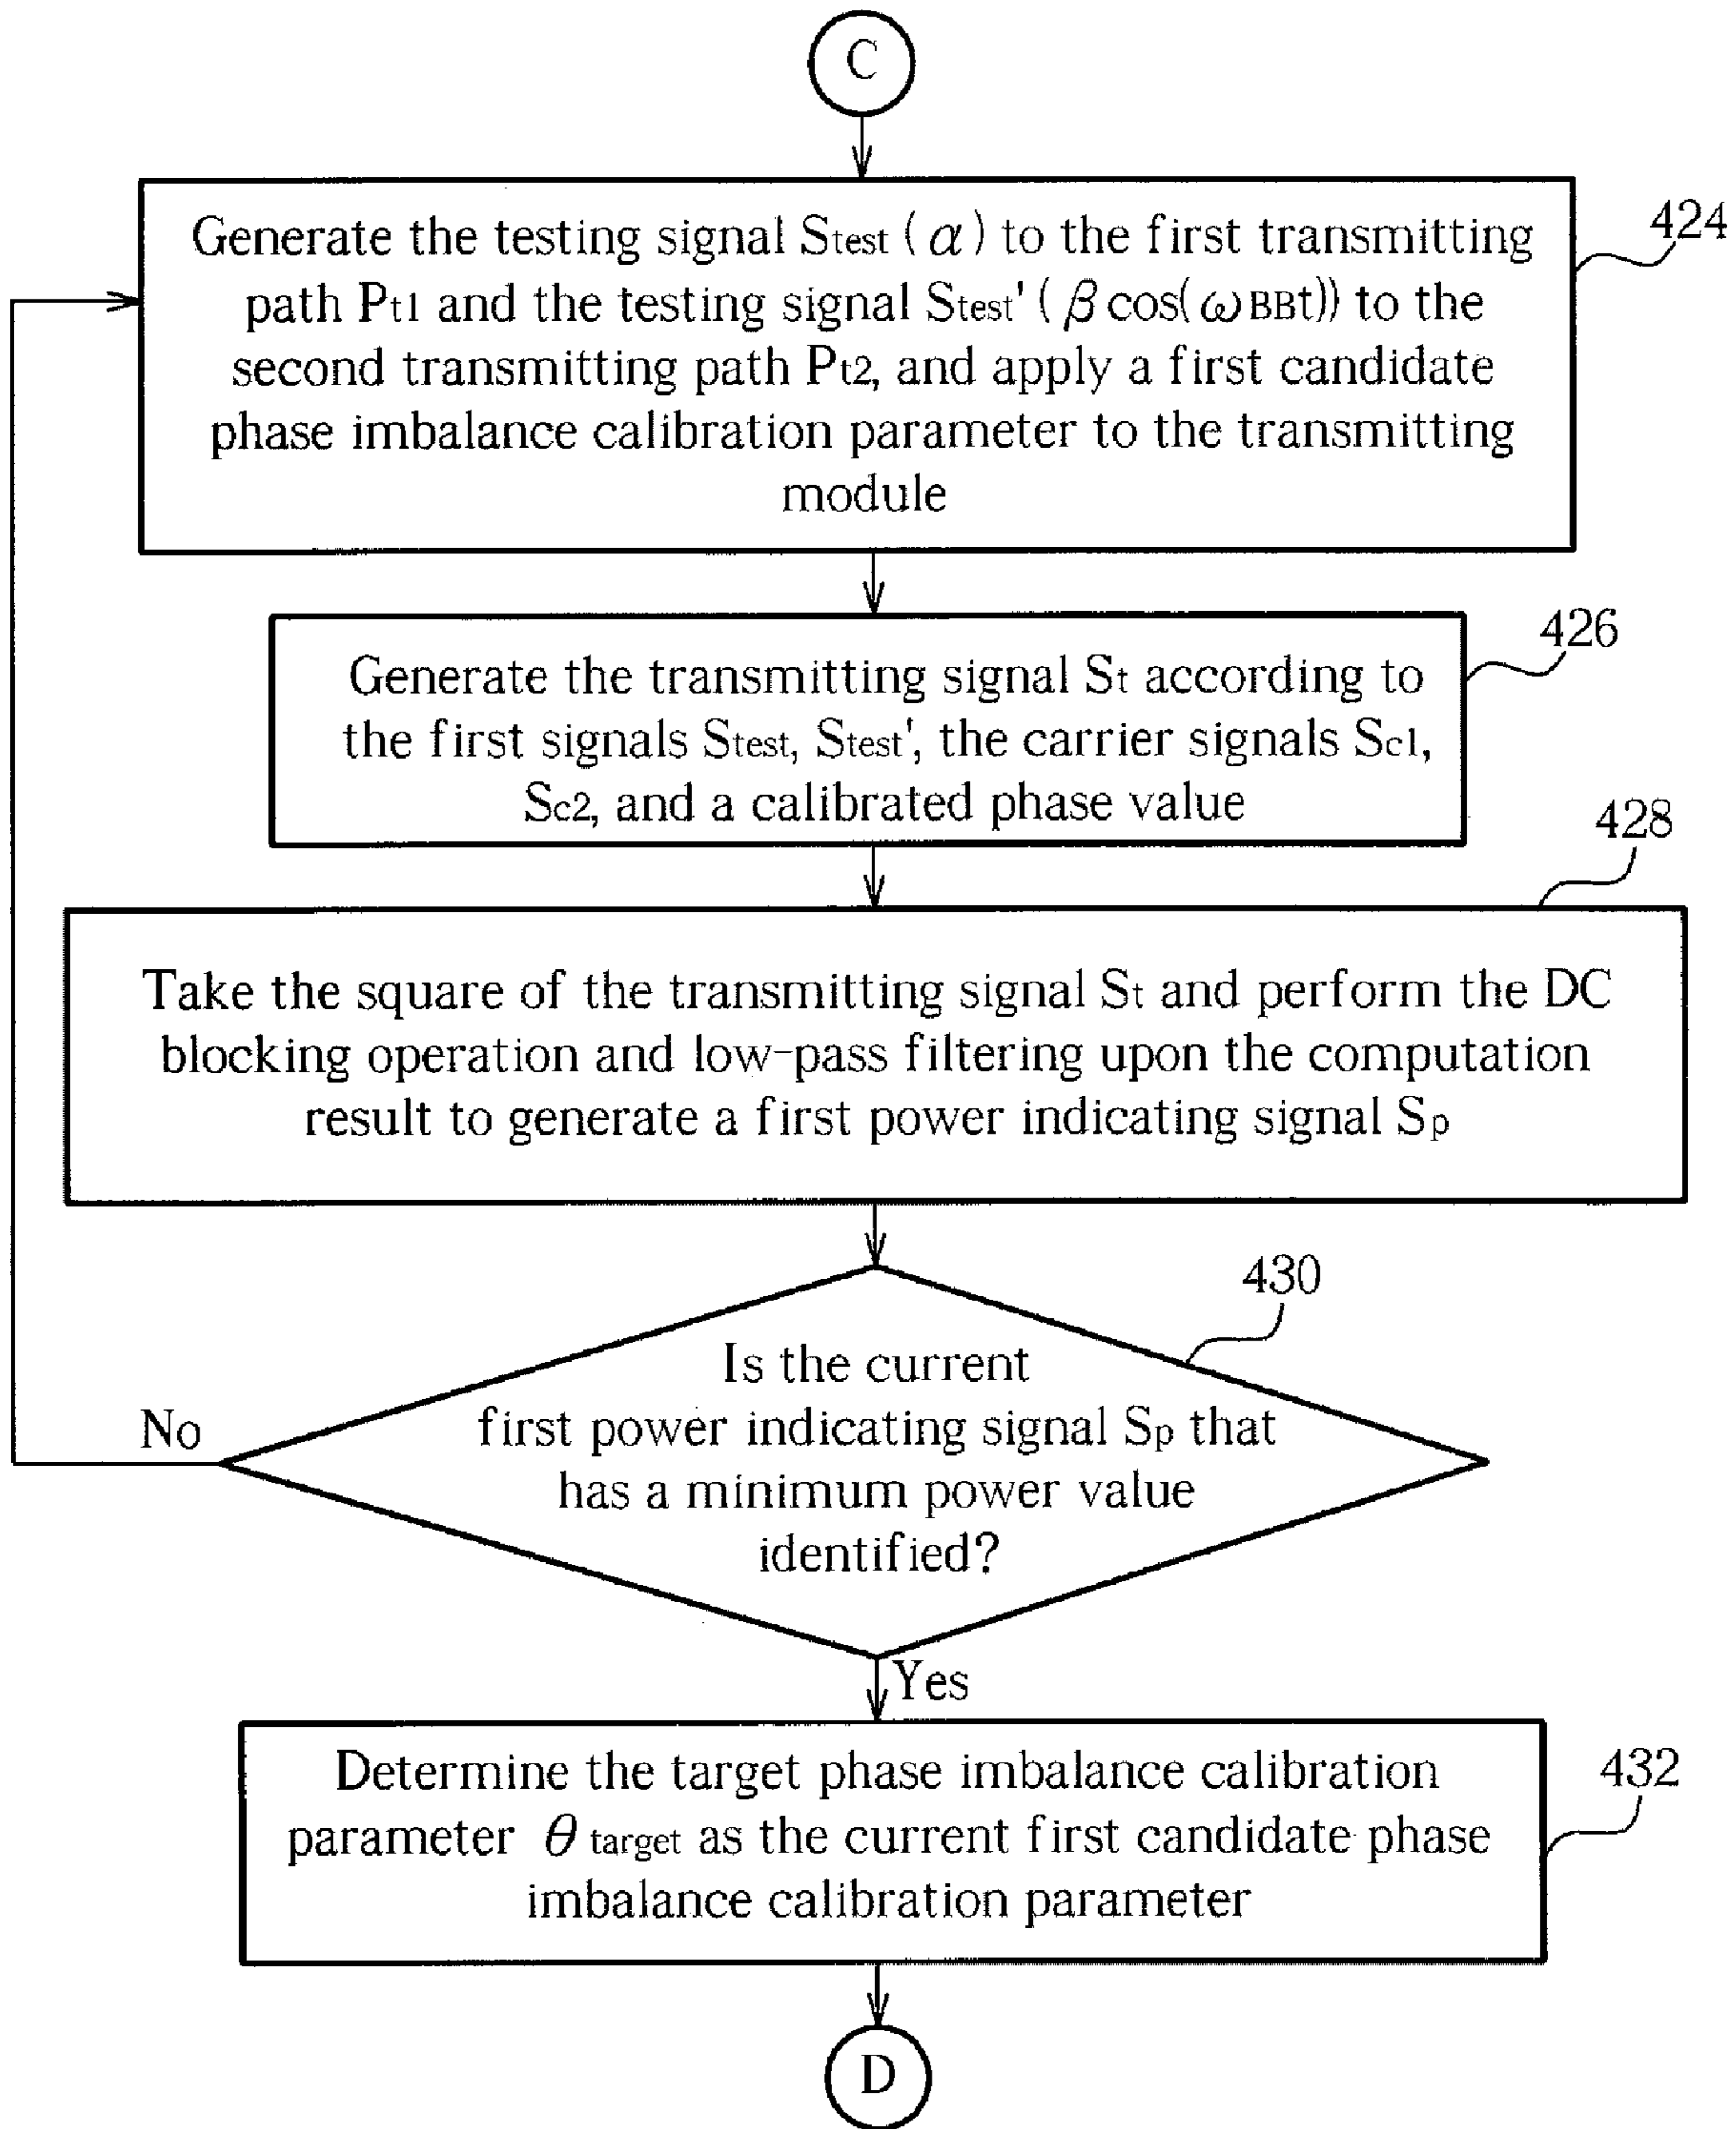 C
424
Generate the testing signal Stest (α) to the first transmitting
path Pt1 and the testing signal Stest' (β cos(ωBBt)) to the
second transmitting path Pt2, and apply a first candidate
phase imbalance calibration parameter to the transmitting
module
426
Generate the transmitting signal St according to
the first signals Stest, Stest', the carrier signals Sc1,
Sc2, and a calibrated phase value
428
Take the square of the transmitting signal St and perform the DC
blocking operation and low-pass filtering upon the computation
result to generate a first power indicating signal Sp
430
Is the current
first power indicating signal Sp that
has a minimum power value
identified?
No
Yes
432
Determine the target phase imbalance calibration
parameter θ target as the current first candidate phase
imbalance calibration parameter
D